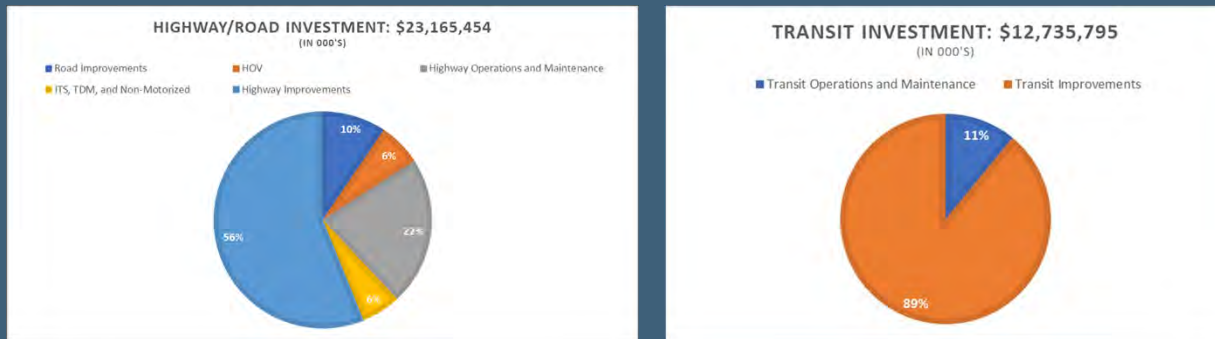 HIGHWAY/ROAD INVESTMENT: $23,165,454
(IN 000'S)
Road Improvements
HOV
Highway Operations and Maintenance
ITS, TDM, and Non-Motorized
Highway Improvements
10%
6%
22%
6%
56%
TRANSIT INVESTMENT: $12,735,795
(IN 000'S)
Transit Operations and Maintenance
Transit Improvements
11%
89%